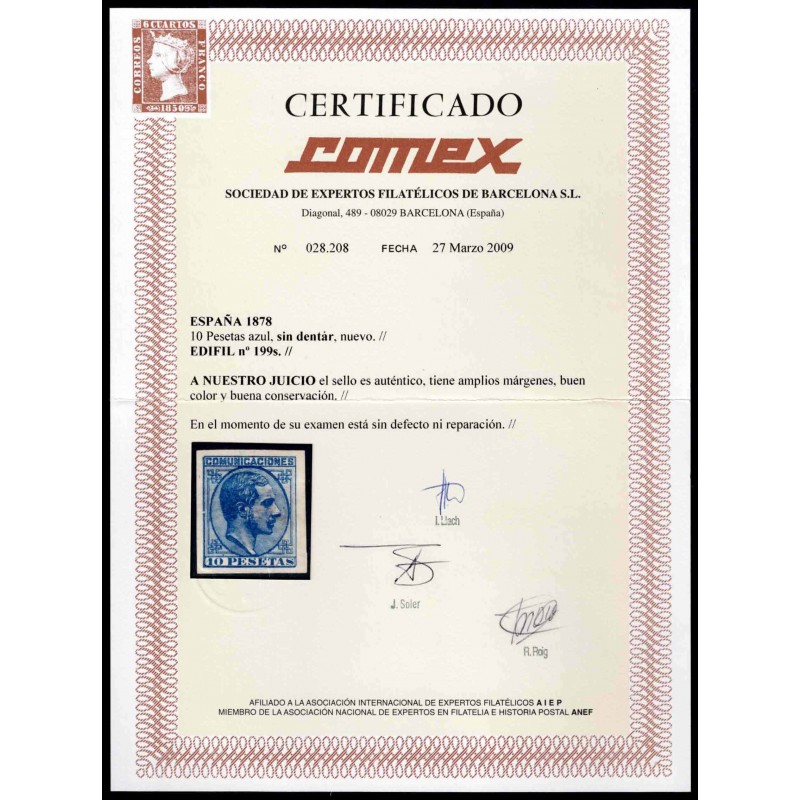 6 CUARTOS
CORREOS
FRANCO
1850
CERTIFICADO
comex
SOCIEDAD DE EXPERTOS FILATÉLICOS DE BARCELONA S.L.
Diagonal, 489 - 08029 BARCELONA (España)
Nº 028.208 FECHA 27 Marzo 2009
ESPAÑA 1878
10 Pesetas azul, sin dentàr, nuevo. //
EDIFIL nº 199s. //
A NUESTRO JUICIO el sello es auténtico, tiene amplios márgenes, buen
color y buena conservación. //
En el momento de su examen está sin defecto ni reparación. //
COMUNICACIONES
10 PESETAS
I. Llach
J. Soler
R. Roig
AFILIADO A LA ASOCIACIÓN INTERNACIONAL DE EXPERTOS FILATÉLICOS A I E P
MIEMBRO DE LA ASOCIACIÓN NACIONAL DE EXPERTOS EN FILATELIA E HISTORIA POSTAL ANEF